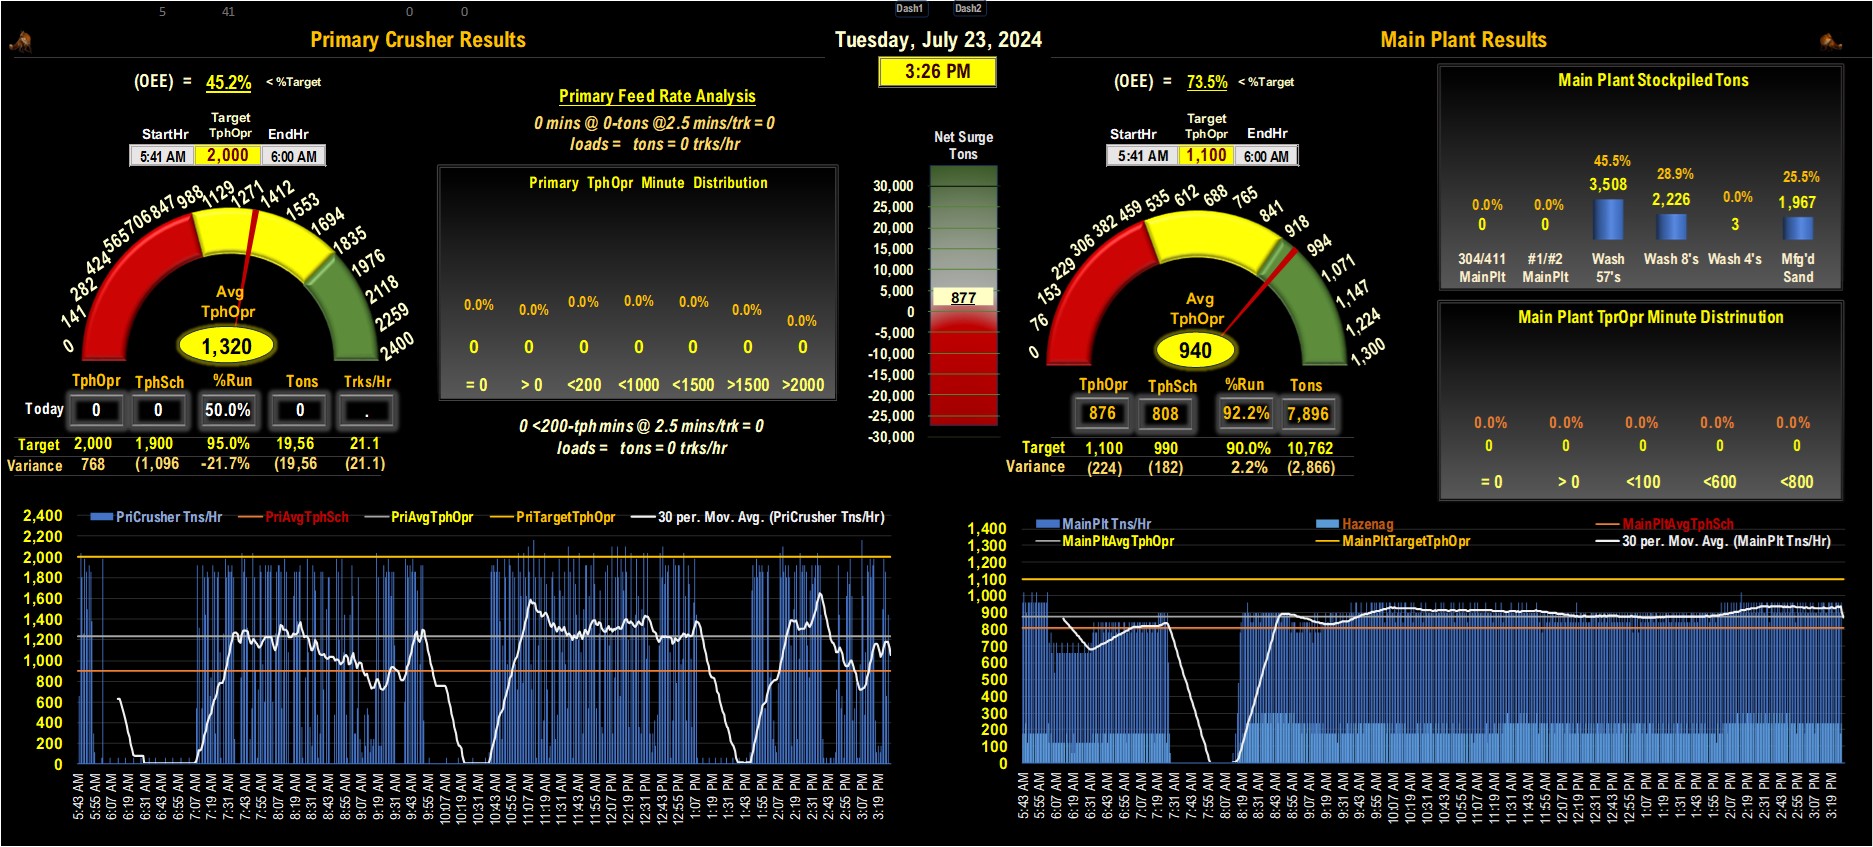 5 41 0 0 Dash1 Dash2
Primary Crusher Results
(OEE) = 45.2% < %Target
StartHr Target TphOpr EndHr
5:41 AM 2,000 6:00 AM
0 141 282 424 565 706 847 988 1129 1271 1412 1553 1694 1835 1976 2118 2259 2400
Avg
TphOpr
1,320
TphOpr TphSch %Run Tons Trks/Hr
Today 0 0 50.0% 0 .
Target 2,000 1,900 95.0% 19,56 21.1
Variance 768 (1,096 -21.7% (19,56 (21.1)
Primary Feed Rate Analysis
0 mins @ 0-tons @2.5 mins/trk = 0
loads = tons = 0 trks/hr
Primary TphOpr Minute Distribution
0.0% 0.0% 0.0% 0.0% 0.0% 0.0% 0.0%
0 0 0 0 0 0 0
= 0 > 0 <200 <1000 <1500 >1500 >2000
0 <200-tph mins @ 2.5 mins/trk = 0
loads = tons = 0 trks/hr
Tuesday, July 23, 2024
3:26 PM
Net Surge
Tons
30,000
25,000
20,000
15,000
10,000
5,000
877
0
-5,000
-10,000
-15,000
-20,000
-25,000
-30,000
Main Plant Results
(OEE) = 73.5% < %Target
StartHr Target TphOpr EndHr
5:41 AM 1,100 6:00 AM
0 76 153 229 306 382 459 535 612 688 765 841 918 994 1,071 1,147 1,224 1,300
Avg
TphOpr
940
TphOpr TphSch %Run Tons
876 808 92.2% 7,896
Target 1,100 990 90.0% 10,762
Variance (224) (182) 2.2% (2,866)
Main Plant Stockpiled Tons
0.0% 0.0% 45.5% 28.9% 0.0% 25.5%
0 0 3,508 2,226 3 1,967
304/411 MainPlt #1/#2 MainPlt Wash 57's Wash 8's Wash 4's Mfg'd Sand
Main Plant TprOpr Minute Distrinution
0.0% 0.0% 0.0% 0.0% 0.0%
0 0 0 0 0
= 0 > 0 <100 <600 <800
PriCrusher Tns/Hr PriAvgTphSch PriAvgTphOpr PriTargetTphOpr 30 per. Mov. Avg. (PriCrusher Tns/Hr)
2,400
2,200
2,000
1,800
1,600
1,400
1,200
1,000
800
600
400
200
0
5:43 AM 5:55 AM 6:07 AM 6:19 AM 6:31 AM 6:43 AM 6:55 AM 7:07 AM 7:19 AM 7:31 AM 7:43 AM 7:55 AM 8:07 AM 8:19 AM 8:31 AM 8:43 AM 8:55 AM 9:07 AM 9:19 AM 9:31 AM 9:43 AM 9:55 AM 10:07 AM 10:19 AM 10:31 AM 10:43 AM 10:55 AM 11:07 AM 11:19 AM 11:31 AM 11:43 AM 11:55 AM 12:07 PM 12:19 PM 12:31 PM 12:43 PM 12:55 PM 1:07 PM 1:19 PM 1:31 PM 1:43 PM 1:55 PM 2:07 PM 2:19 PM 2:31 PM 2:43 PM 2:55 PM 3:07 PM 3:19 PM
MainPlt Tns/Hr Hazenag MainPltAvgTphSch
MainPltAvgTphOpr MainPltTargetTphOpr 30 per. Mov. Avg. (MainPlt Tns/Hr)
1,400
1,300
1,200
1,100
1,000
900
800
700
600
500
400
300
200
100
0
5:43 AM 5:55 AM 6:07 AM 6:19 AM 6:31 AM 6:43 AM 6:55 AM 7:07 AM 7:19 AM 7:31 AM 7:43 AM 7:55 AM 8:07 AM 8:19 AM 8:31 AM 8:43 AM 8:55 AM 9:07 AM 9:19 AM 9:31 AM 9:43 AM 9:55 AM 10:07 AM 10:19 AM 10:31 AM 10:43 AM 10:55 AM 11:07 AM 11:19 AM 11:31 AM 11:43 AM 11:55 AM 12:07 PM 12:19 PM 12:31 PM 12:43 PM 12:55 PM 1:07 PM 1:19 PM 1:31 PM 1:43 PM 1:55 PM 2:07 PM 2:19 PM 2:31 PM 2:43 PM 2:55 PM 3:07 PM 3:19 PM